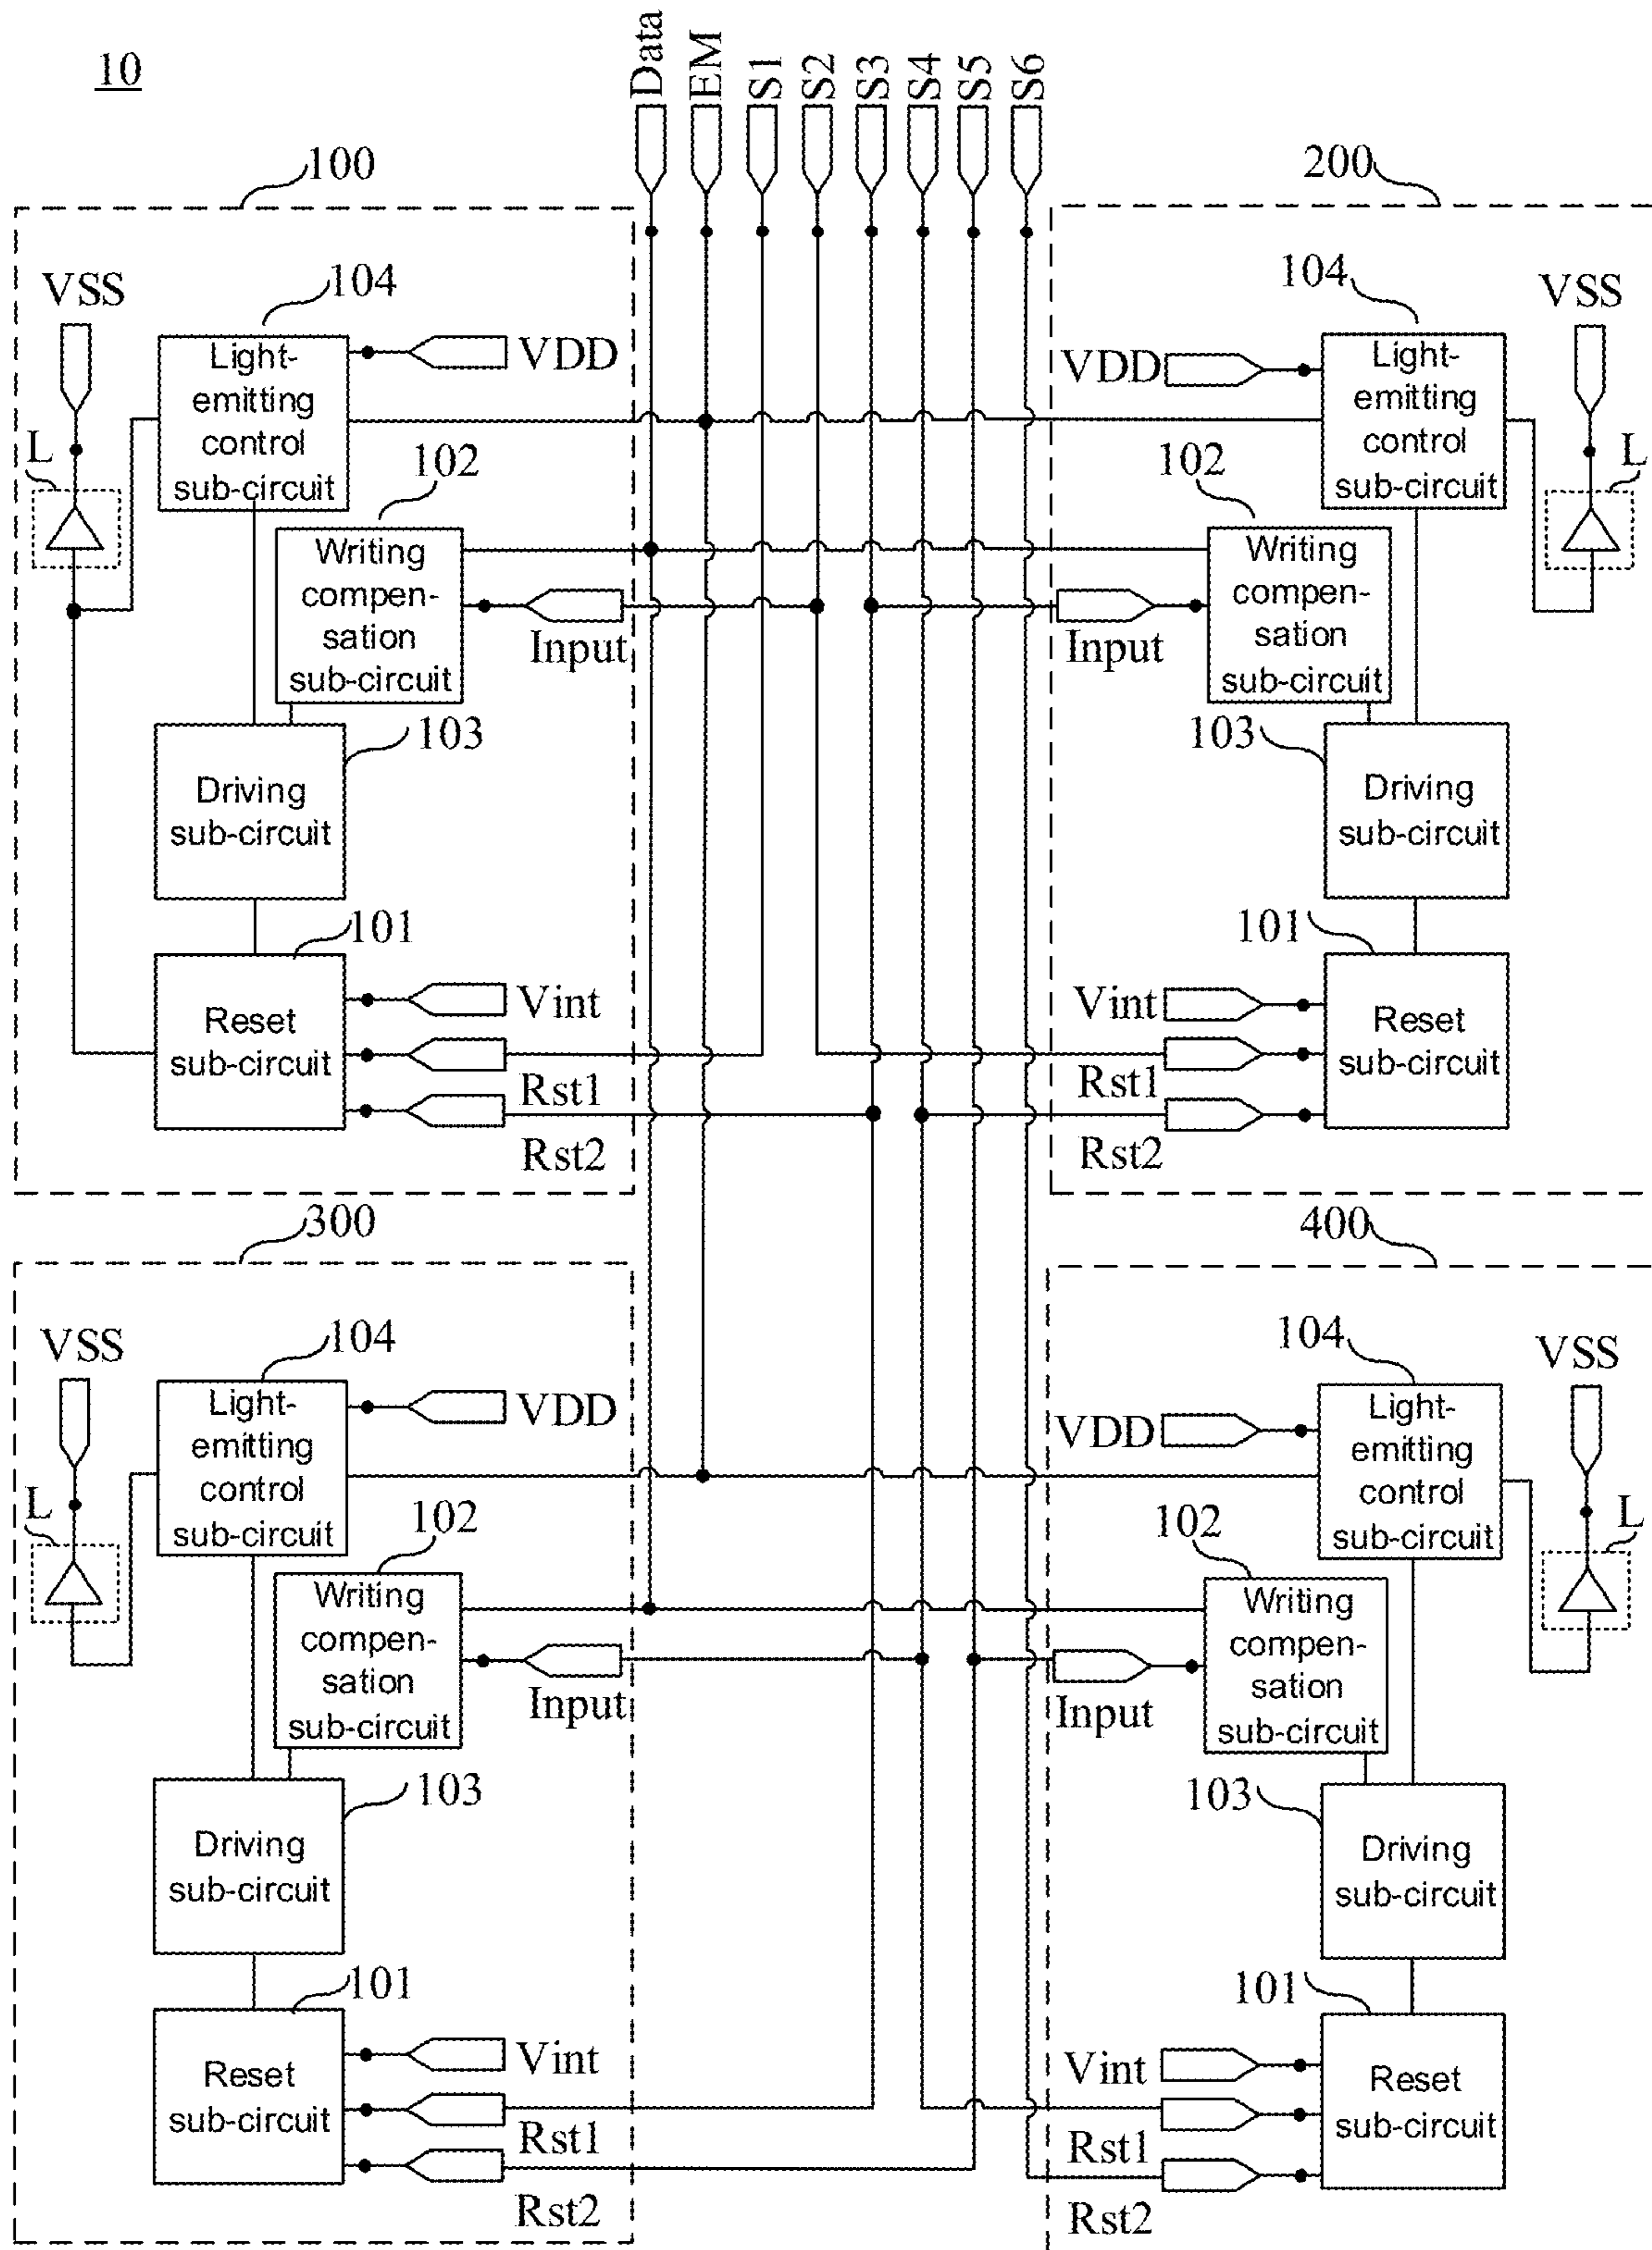 10
Data
EM
S1
S2
S3
S4
S5
S6
100
VSS
104
Light-
emitting
control
sub-circuit
VDD
L
102
Writing
compen-
sation
sub-circuit
Input
103
Driving
sub-circuit
101
Reset
sub-circuit
Vint
Rst1
Rst2
200
104
VSS
VDD
Light-
emitting
control
sub-circuit
L
102
Writing
compen-
sation
sub-circuit
Input
103
Driving
sub-circuit
101
Vint
Reset
sub-circuit
Rst1
Rst2
300
VSS
104
Light-
emitting
control
sub-circuit
VDD
L
102
Writing
compen-
sation
sub-circuit
Input
103
Driving
sub-circuit
101
Reset
sub-circuit
Vint
Rst1
Rst2
400
104
VSS
VDD
Light-
emitting
control
sub-circuit
L
102
Writing
compen-
sation
sub-circuit
Input
103
Driving
sub-circuit
101
Vint
Reset
sub-circuit
Rst1
Rst2